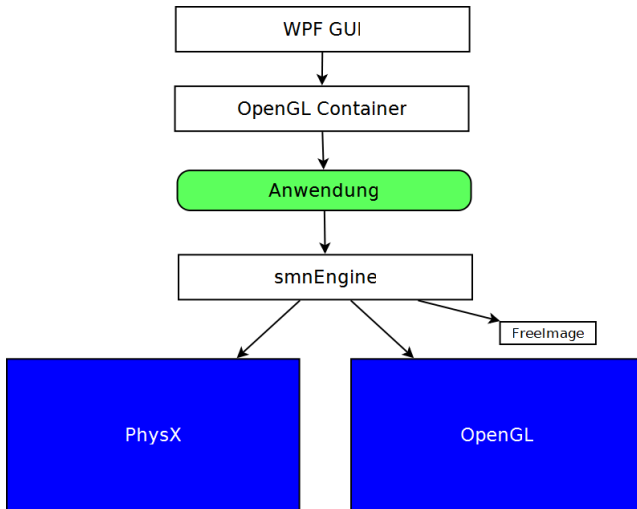 WPF GUI
OpenGL Container
Anwendung
smnEngine
FreeImage
PhysX
OpenGL